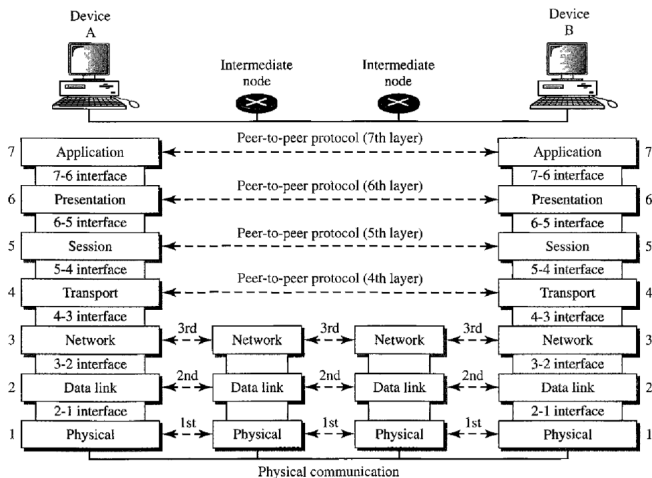 Device
A
Device
B
Intermediate
node
Intermediate
node
7 Application Peer-to-peer protocol (7th layer) Application 7
7-6 interface 7-6 interface
6 Presentation Peer-to-peer protocol (6th layer) Presentation 6
6-5 interface 6-5 interface
5 Session Peer-to-peer protocol (5th layer) Session 5
5-4 interface 5-4 interface
4 Transport Peer-to-peer protocol (4th layer) Transport 4
4-3 interface 4-3 interface
3 Network 3rd Network 3rd Network 3rd Network 3
3-2 interface 3-2 interface
2 Data link 2nd Data link 2nd Data link 2nd Data link 2
2-1 interface 2-1 interface
1 Physical 1st Physical 1st Physical 1st Physical 1
Physical communication